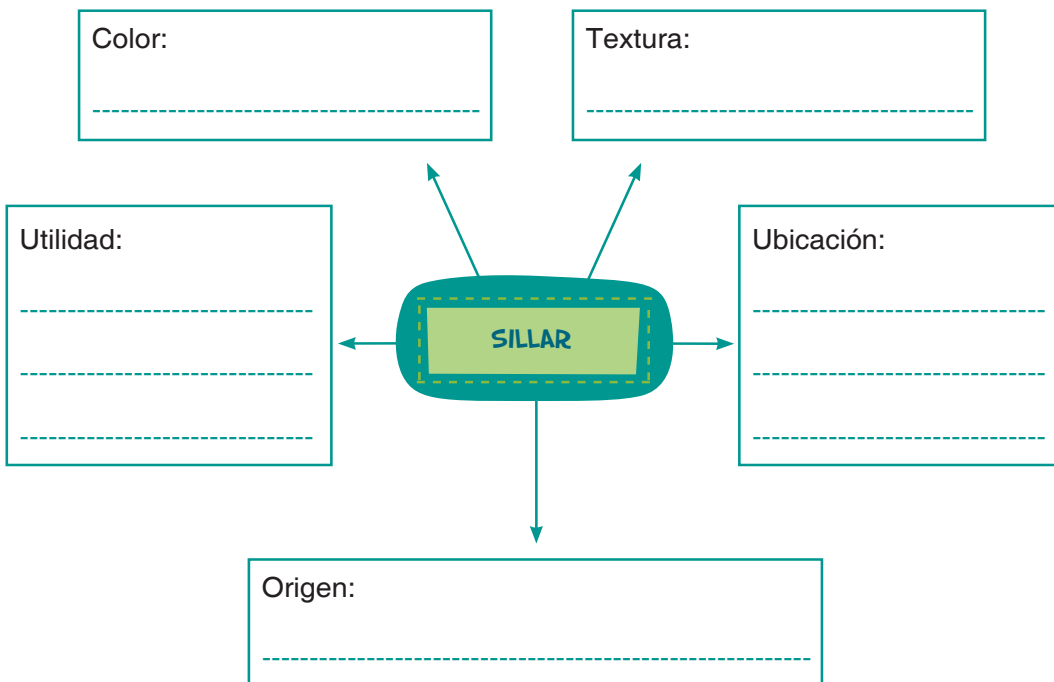 Color:
Textura:
Utilidad:
Ubicación:
SILLAR
Origen: